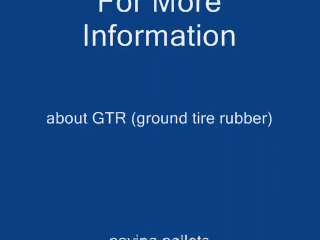 For More
Information
about GTR (ground tire rubber)
paving pellets